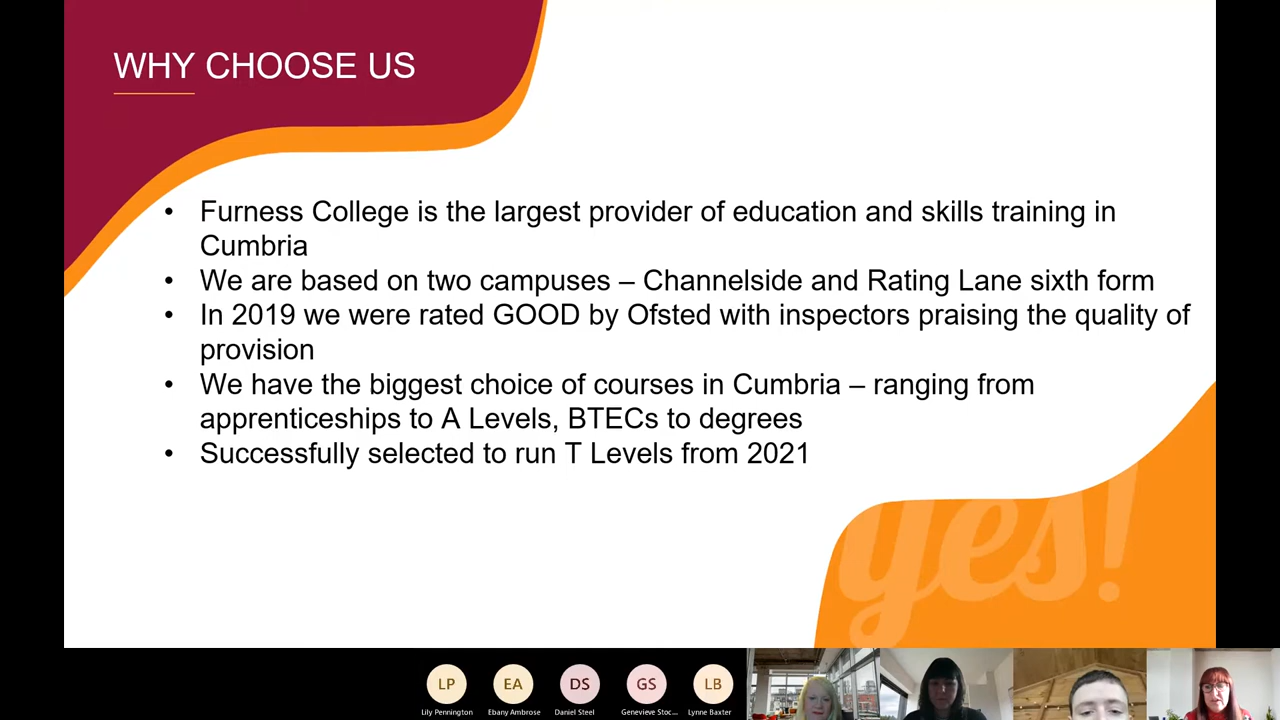 WHY CHOOSE US
• Furness College is the largest provider of education and skills training in
Cumbria
• We are based on two campuses – Channelside and Rating Lane sixth form
• In 2019 we were rated GOOD by Ofsted with inspectors praising the quality of
provision
• We have the biggest choice of courses in Cumbria – ranging from
apprenticeships to A Levels, BTECs to degrees
• Successfully selected to run T Levels from 2021
yes!
LP EA DS GS LB
Lily Pennington Ebany Ambrose Daniel Steel Genevieve Stoc... Lynne Baxter